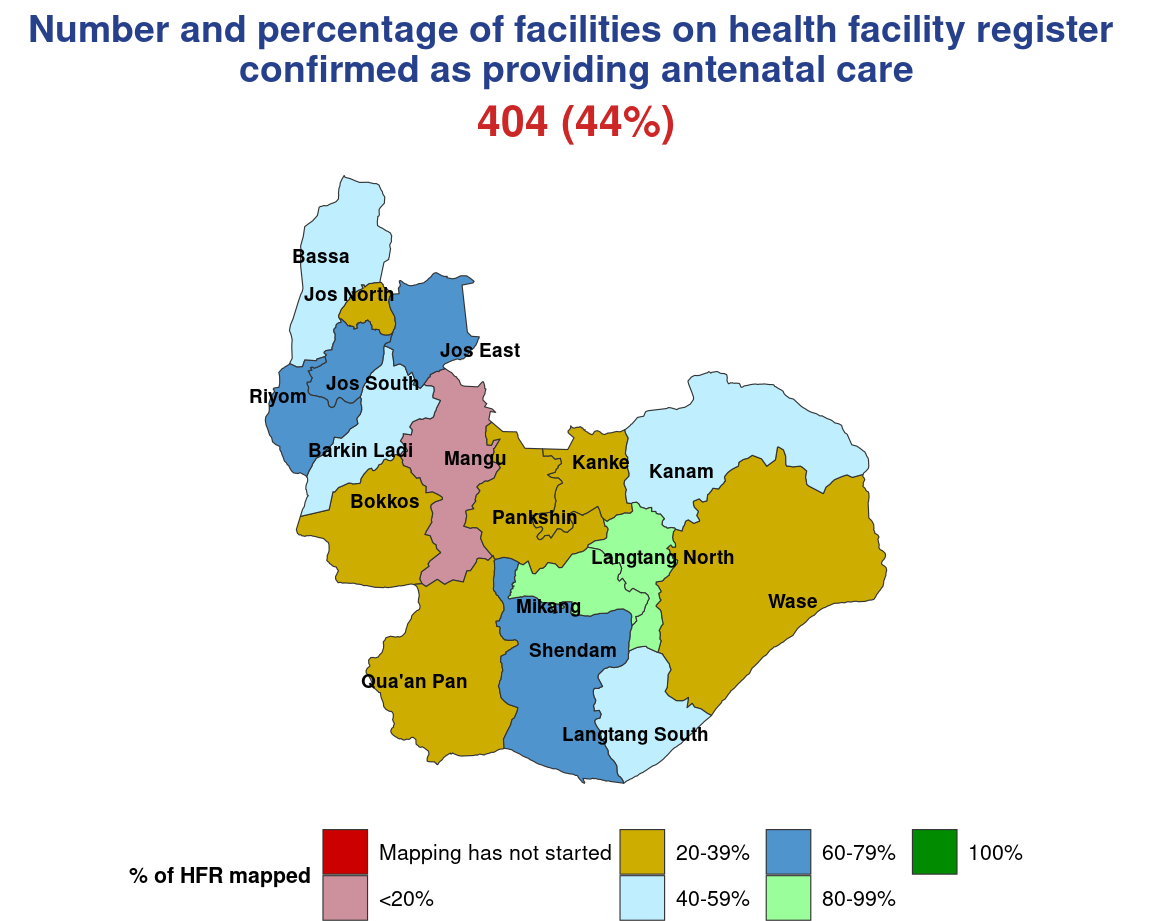 Number and percentage of facilities on health facility register
confirmed as providing antenatal care
404 (44%)
Bassa
Jos North
Jos East
Jos South
Riyom
Barkin Ladi
Mangu
Kanke
Kanam
Bokkos
Pankshin
Langtang North
Wase
Mikang
Shendam
Qua'an Pan
Langtang South
% of HFR mapped
Mapping has not started
<20%
20-39%
40-59%
60-79%
80-99%
100%